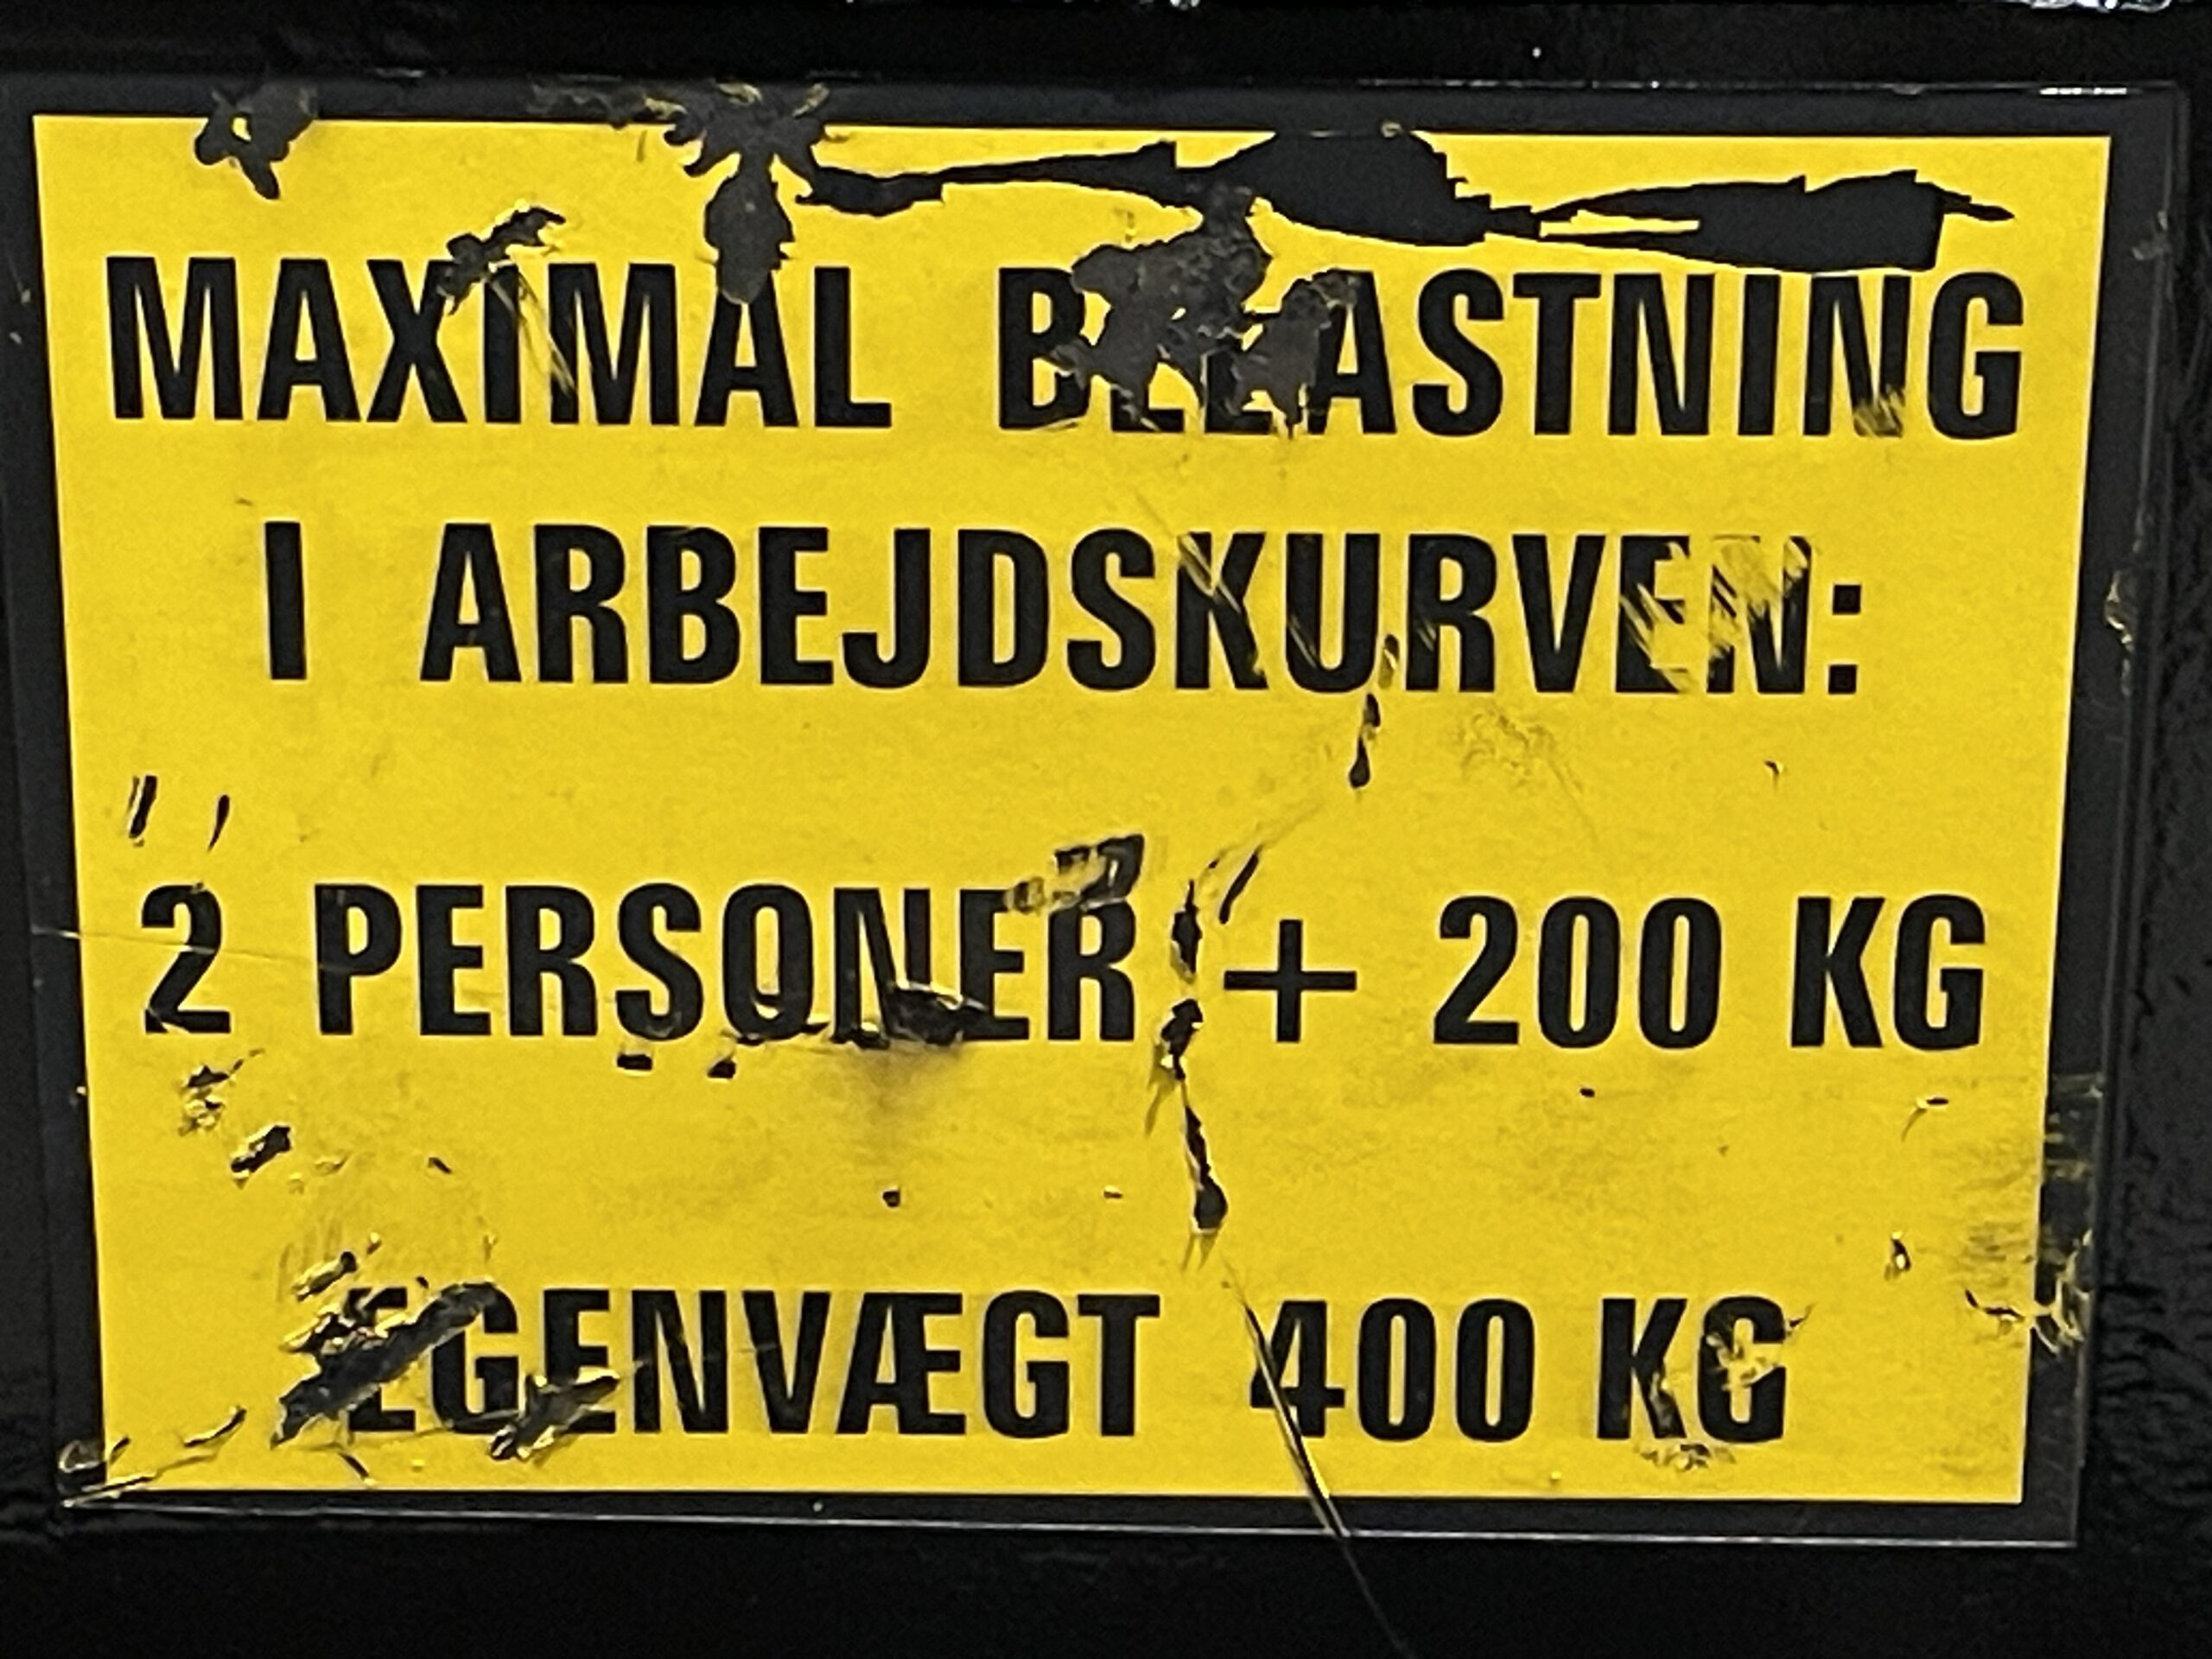 MAXIMAL BELASTNING
I ARBEJDSKURVEN:
2 PERSONER + 200 KG
EGENVÆGT 400 KG